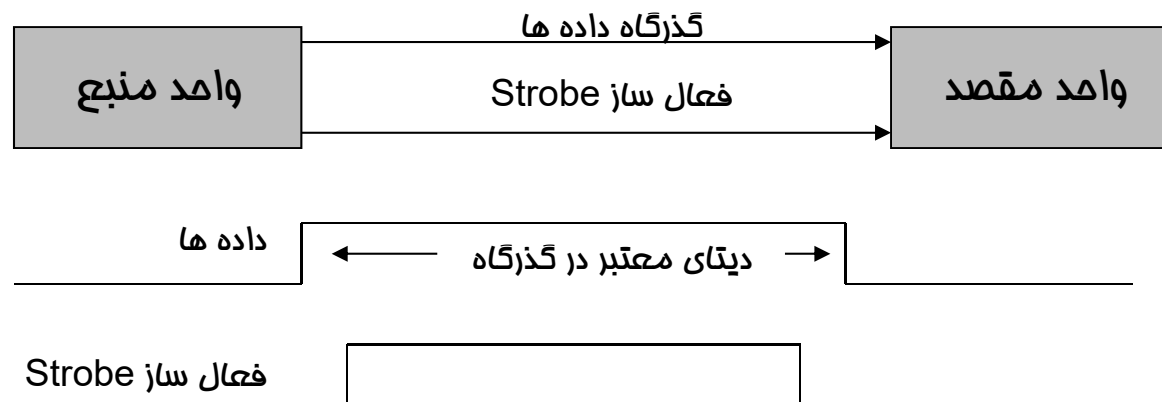 گذرگاه داده ها
واحد منبع
فعال ساز Strobe
واحد مقصد
داده ها
دیتای معتبر در گذرگاه
فعال ساز Strobe